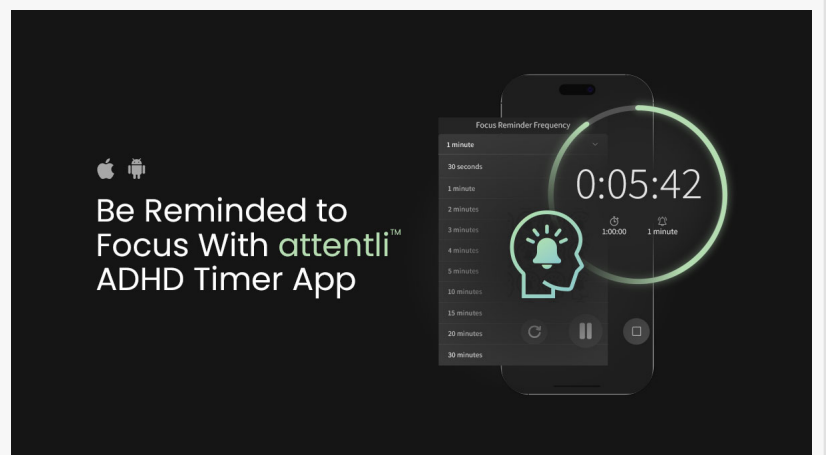 Be Reminded to
Focus With attentli™
ADHD Timer App
Focus Reminder Frequency
1 minute
30 seconds
1 minute
2 minutes
3 minutes
4 minutes
5 minutes
10 minutes
15 minutes
20 minutes
30 minutes
0:05:42
1:00:00
1 minute